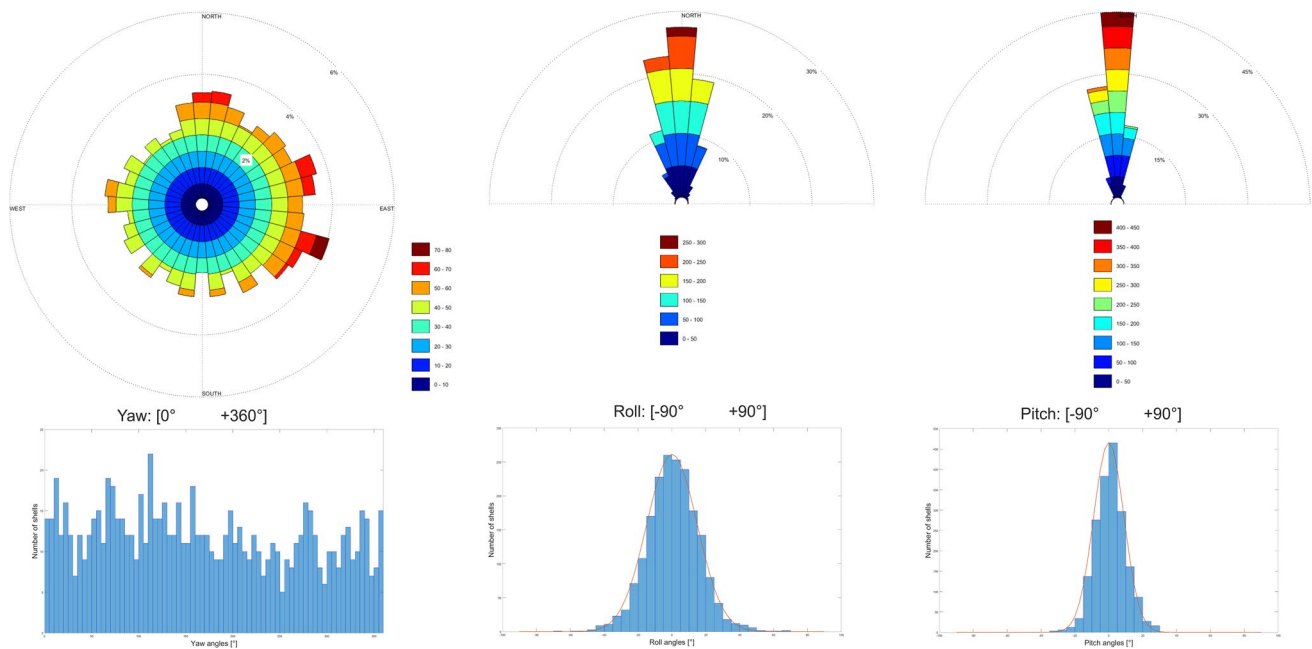 NORTH
6%
4%
2%
WEST
EAST
SOUTH
70 - 80
60 - 70
50 - 60
40 - 50
30 - 40
20 - 30
10 - 20
0 - 10
NORTH
30%
20%
10%
250 - 300
200 - 250
150 - 200
100 - 150
50 - 100
0 - 50
45%
30%
15%
400 - 450
350 - 400
300 - 350
250 - 300
200 - 250
150 - 200
100 - 150
50 - 100
0 - 50
Yaw: [0° +360°]
Number of shells
Yaw angles [°]
Roll: [-90° +90°]
Number of shells
Roll angles [°]
Pitch: [-90° +90°]
Number of shells
Pitch angles [°]